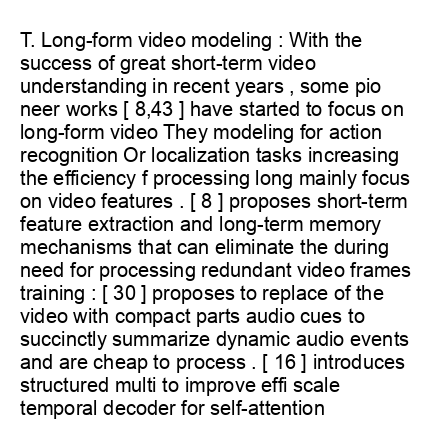 T. Long-form video modeling : With the
success of great short-term video
understanding in recent years , some pio
neer works [ 8,43 ] have started to focus on
long-form video They modeling for action
recognition Or localization tasks increasing
the efficiency f processing long mainly focus
on video features . [ 8 ] proposes short-term
feature extraction and long-term memory
mechanisms that can eliminate the during
need for processing redundant video frames
training : [ 30 ] proposes to replace of the
video with compact parts audio cues to
succinctly summarize dynamic audio events
and are cheap to process . [ 16 ] introduces
structured multi to improve effi scale
temporal decoder for self-attention